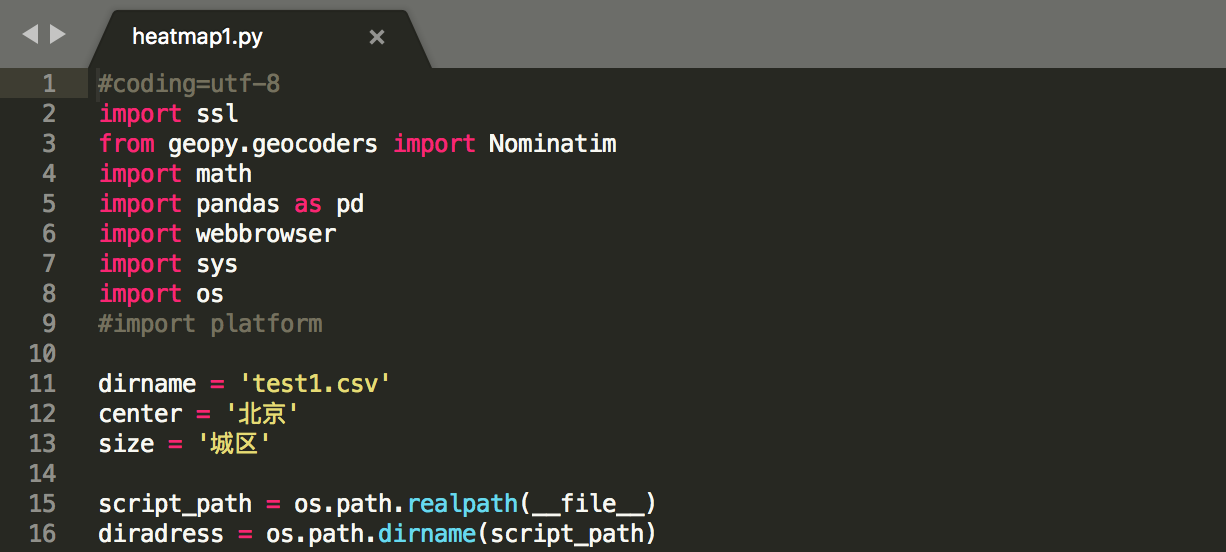 heatmap1.py
1 #coding=utf-8
2 import ssl
3 from geopy.geocoders import Nominatim
4 import math
5 import pandas as pd
6 import webbrowser
7 import sys
8 import os
9 #import platform
10
11 dirname = 'test1.csv'
12 center = '北京'
13 size = '城区'
14
15 script_path = os.path.realpath(__file__)
16 diradress = os.path.dirname(script_path)